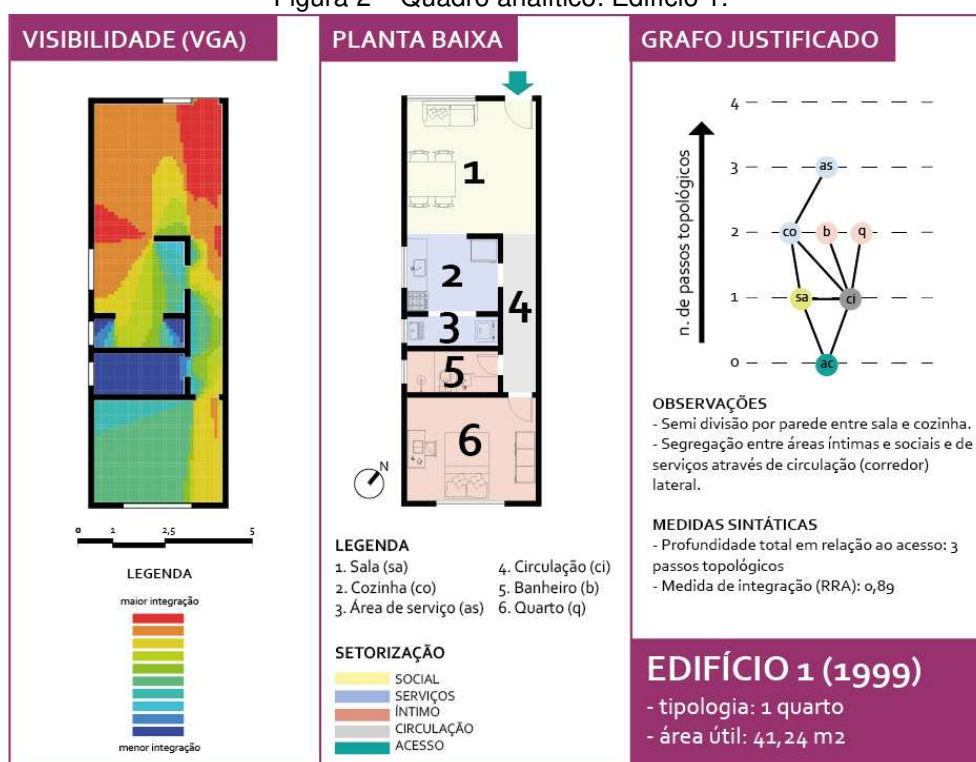 Figura 2 – Quadro analítico: Edifício 1.
VISIBILIDADE (VGA)
0 1 2,5 5
LEGENDA
maior integração
menor integração
PLANTA BAIXA
1
2
3
4
5
6
N
LEGENDA
1. Sala (sa)
2. Cozinha (co)
3. Área de serviço (as)
4. Circulação (ci)
5. Banheiro (b)
6. Quarto (q)
SETORIZAÇÃO
SOCIAL
SERVIÇOS
ÍNTIMO
CIRCULAÇÃO
ACESSO
GRAFO JUSTIFICADO
n. de passos topológicos
4
3 as
2 co b q
1 sa ci
0 ac
OBSERVAÇÕES
- Semi divisão por parede entre sala e cozinha.
- Segregação entre áreas íntimas e sociais e de
serviços através de circulação (corredor)
lateral.
MEDIDAS SINTÁTICAS
- Profundidade total em relação ao acesso: 3
passos topológicos
- Medida de integração (RRA): 0,89
EDIFÍCIO 1 (1999)
- tipologia: 1 quarto
- área útil: 41,24 m2